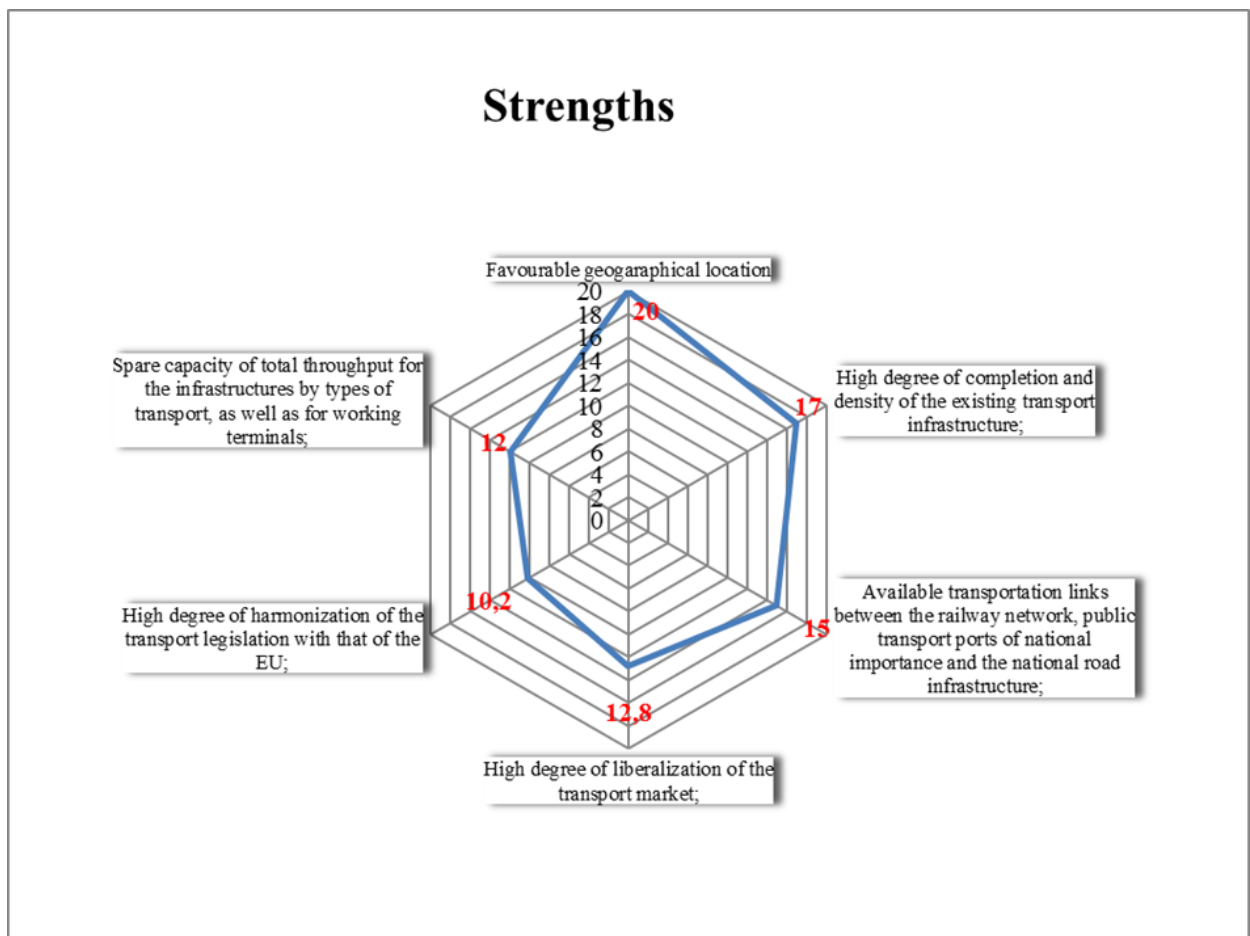 Strengths
Favourable geogaraphical location
20
18
16
14
12
10
8
6
4
2
0
20
High degree of completion and
density of the existing transport
infrastructure;
17
Available transportation links
between the railway network, public
transport ports of national
importance and the national road
infrastructure;
15
High degree of liberalization of the
transport market;
12,8
High degree of harmonization of the
transport legislation with that of the
EU;
10,2
Spare capacity of total throughput for
the infrastructures by types of
transport, as well as for working
terminals;
12